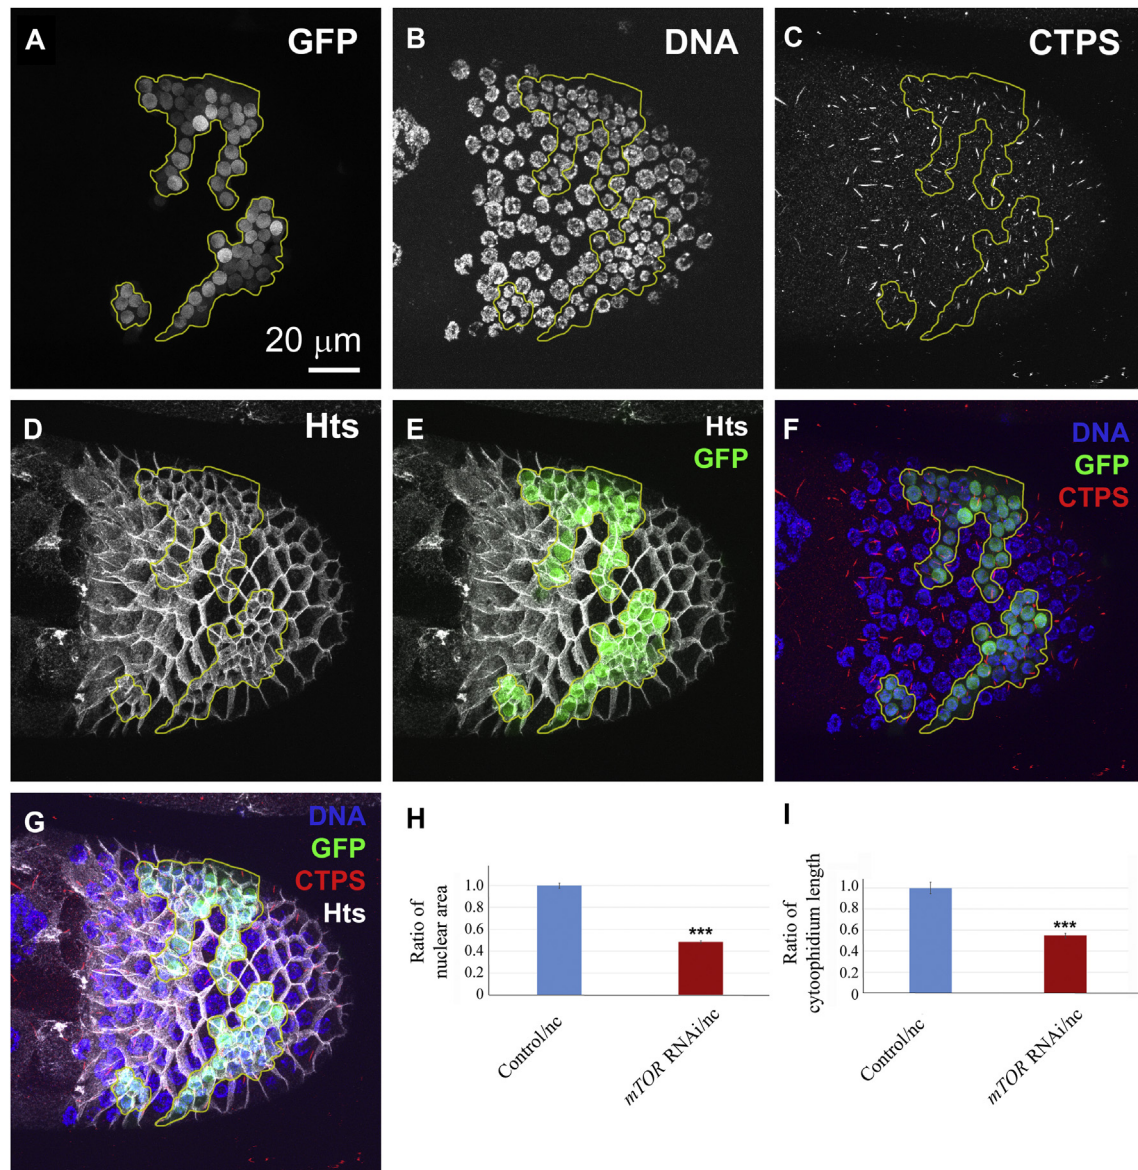 A
GFP
20 μm
B
DNA
C
CTPS
D
Hts
E
Hts
GFP
F
DNA
GFP
CTPS
G
DNA
GFP
CTPS
Hts
H
Ratio of
nuclear area
1.0
0.8
0.6
0.4
0.2
0
***
Control/nc
mTOR RNAi/nc
I
Ratio of
cytoophidium length
1.0
0.8
0.6
0.4
0.2
0
***
Control/nc
mTOR RNAi/nc